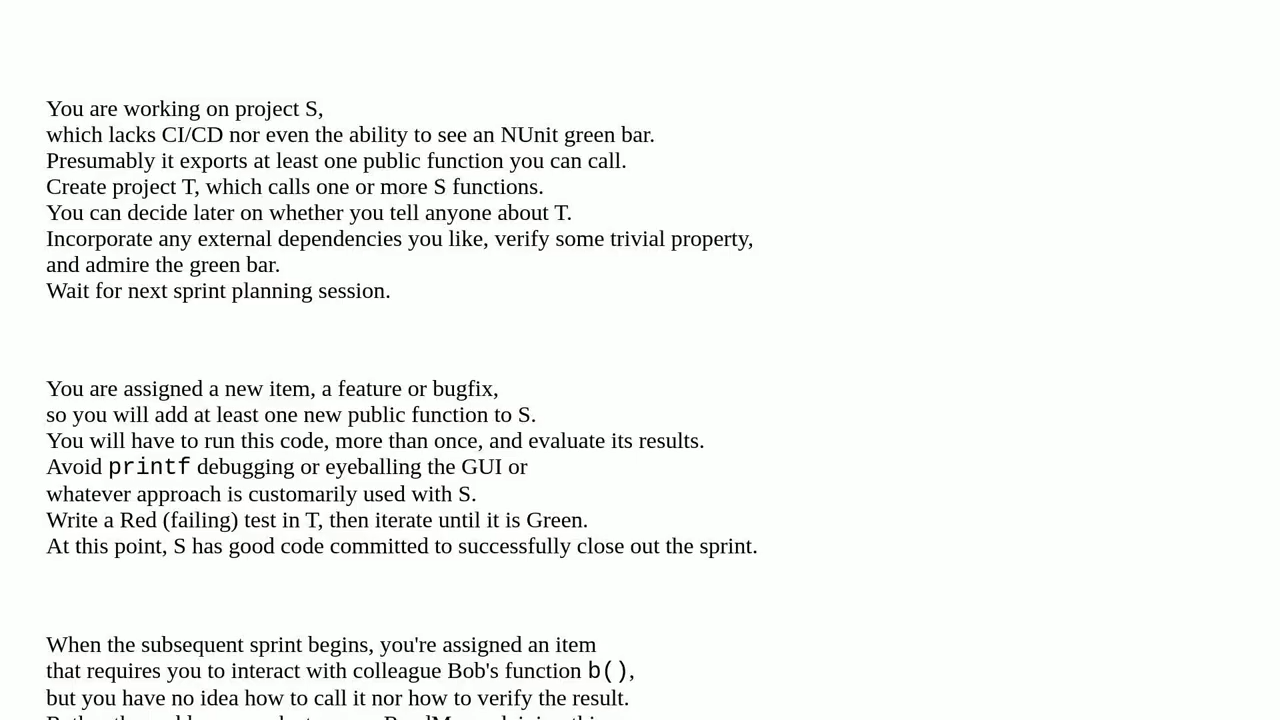 You are working on project S,
which lacks CI/CD nor even the ability to see an NUnit green bar.
Presumably it exports at least one public function you can call.
Create project T, which calls one or more S functions.
You can decide later on whether you tell anyone about T.
Incorporate any external dependencies you like, verify some trivial property,
and admire the green bar.
Wait for next sprint planning session.
You are assigned a new item, a feature or bugfix,
so you will add at least one new public function to S.
You will have to run this code, more than once, and evaluate its results.
Avoid printf debugging or eyeballing the GUI or
whatever approach is customarily used with S.
Write a Red (failing) test in T, then iterate until it is Green.
At this point, S has good code committed to successfully close out the sprint.
When the subsequent sprint begins, you're assigned an item
that requires you to interact with colleague Bob's function b(),
but you have no idea how to call it nor how to verify the result.